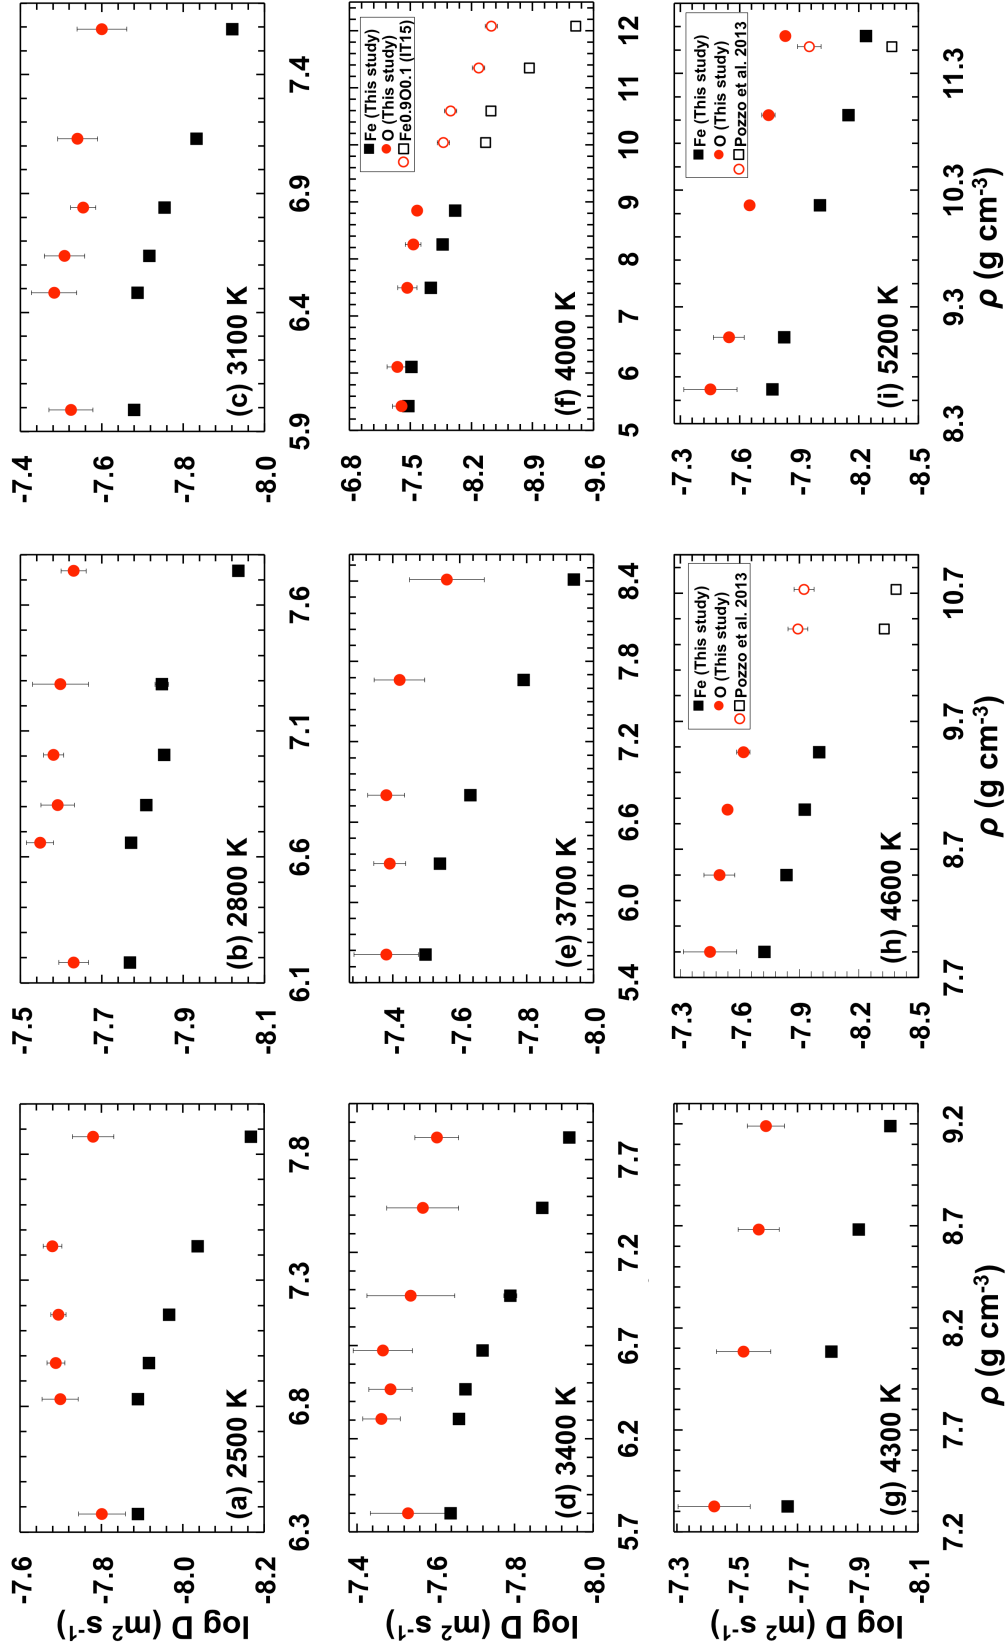 log D (m² s⁻¹)
-7.6
-7.8
-8.0
-8.2
(a) 2500 K
6.3 6.8 7.3 7.8
-7.5
-7.7
-7.9
-8.1
(b) 2800 K
6.1 6.6 7.1 7.6
-7.4
-7.6
-7.8
-8.0
(c) 3100 K
5.9 6.4 6.9 7.4
log D (m² s⁻¹)
-7.4
-7.6
-7.8
-8.0
(d) 3400 K
5.7 6.2 6.7 7.2 7.7
-7.4
-7.6
-7.8
-8.0
(e) 3700 K
5.4 6.0 6.6 7.2 7.8 8.4
-6.8
-7.5
-8.2
-8.9
-9.6
Fe (This study)
O (This study)
Fe0.9O0.1 (IT15)
(f) 4000 K
5 6 7 8 9 10 11 12
log D (m² s⁻¹)
-7.3
-7.5
-7.7
-7.9
-8.1
(g) 4300 K
7.2 7.7 8.2 8.7 9.2
ρ (g cm⁻³)
-7.3
-7.6
-7.9
-8.2
-8.5
Fe (This study)
O (This study)
Pozzo et al. 2013
(h) 4600 K
7.7 8.7 9.7 10.7
ρ (g cm⁻³)
-7.3
-7.6
-7.9
-8.2
-8.5
Fe (This study)
O (This study)
Pozzo et al. 2013
(i) 5200 K
8.3 9.3 10.3 11.3
ρ (g cm⁻³)